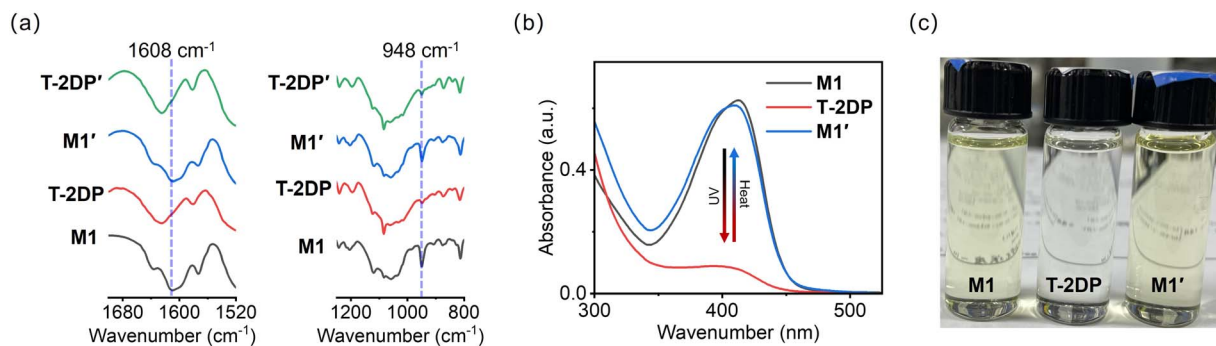 (a)
1608 cm⁻¹
T-2DP′
M1′
T-2DP
M1
1680 1600 1520
Wavenumber (cm⁻¹)
948 cm⁻¹
T-2DP′
M1′
T-2DP
M1
1200 1000 800
Wavenumber (cm⁻¹)
(b)
Absorbance (a.u.)
0.4
0.0
M1
T-2DP
M1′
UV
Heat
300 400 500
Wavenumber (nm)
(c)
M1
T-2DP
M1′